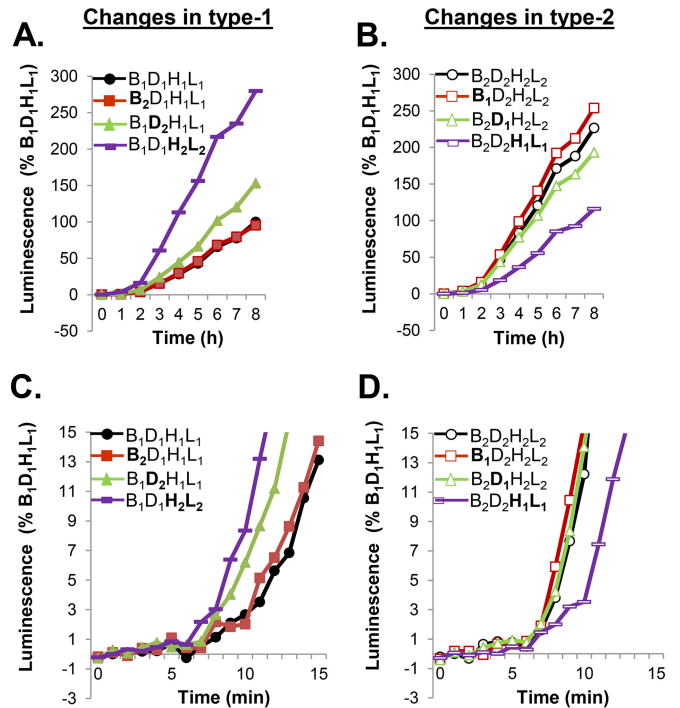 Changes in type-1
Changes in type-2
A.
Luminescence (% B₁D₁H₁L₁)
300
250
200
150
100
50
0
-50
B₁D₁H₁L₁
B₂D₁H₁L₁
B₁D₂H₁L₁
B₁D₁H₂L₂
0 1 2 3 4 5 6 7 8
Time (h)
B.
Luminescence (% B₁D₁H₁L₁)
300
250
200
150
100
50
0
-50
B₂D₂H₂L₂
B₁D₂H₂L₂
B₂D₁H₂L₂
B₂D₂H₁L₁
0 1 2 3 4 5 6 7 8
Time (h)
C.
Luminescence (% B₁D₁H₁L₁)
15
13
11
9
7
5
3
1
-1
-3
B₁D₁H₁L₁
B₂D₁H₁L₁
B₁D₂H₁L₁
B₁D₁H₂L₂
0 5 10 15
Time (min)
D.
Luminescence (% B₁D₁H₁L₁)
15
13
11
9
7
5
3
1
-1
-3
B₂D₂H₂L₂
B₁D₂H₂L₂
B₂D₁H₂L₂
B₂D₂H₁L₁
0 5 10 15
Time (min)